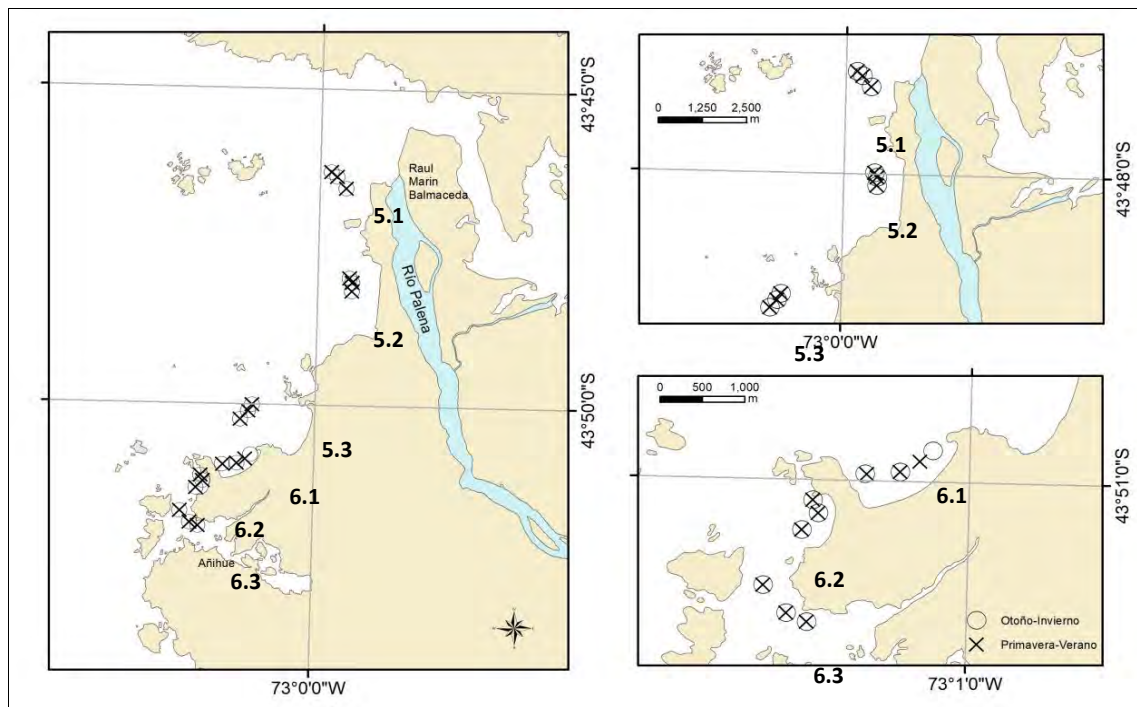 43°45'0"S
Raul
Marin
Balmaceda
5.1
Río Palena
5.2
43°50'0"S
5.3
6.1
6.2
Añihue
6.3
73°0'0"W
0 1,250 2,500
m
5.1
43°48'0"S
5.2
73°0'0"W
5.3
0 500 1,000
m
43°51'0"S
6.1
6.2
Otoño-Invierno
Primavera-Verano
6.3
73°1'0"W